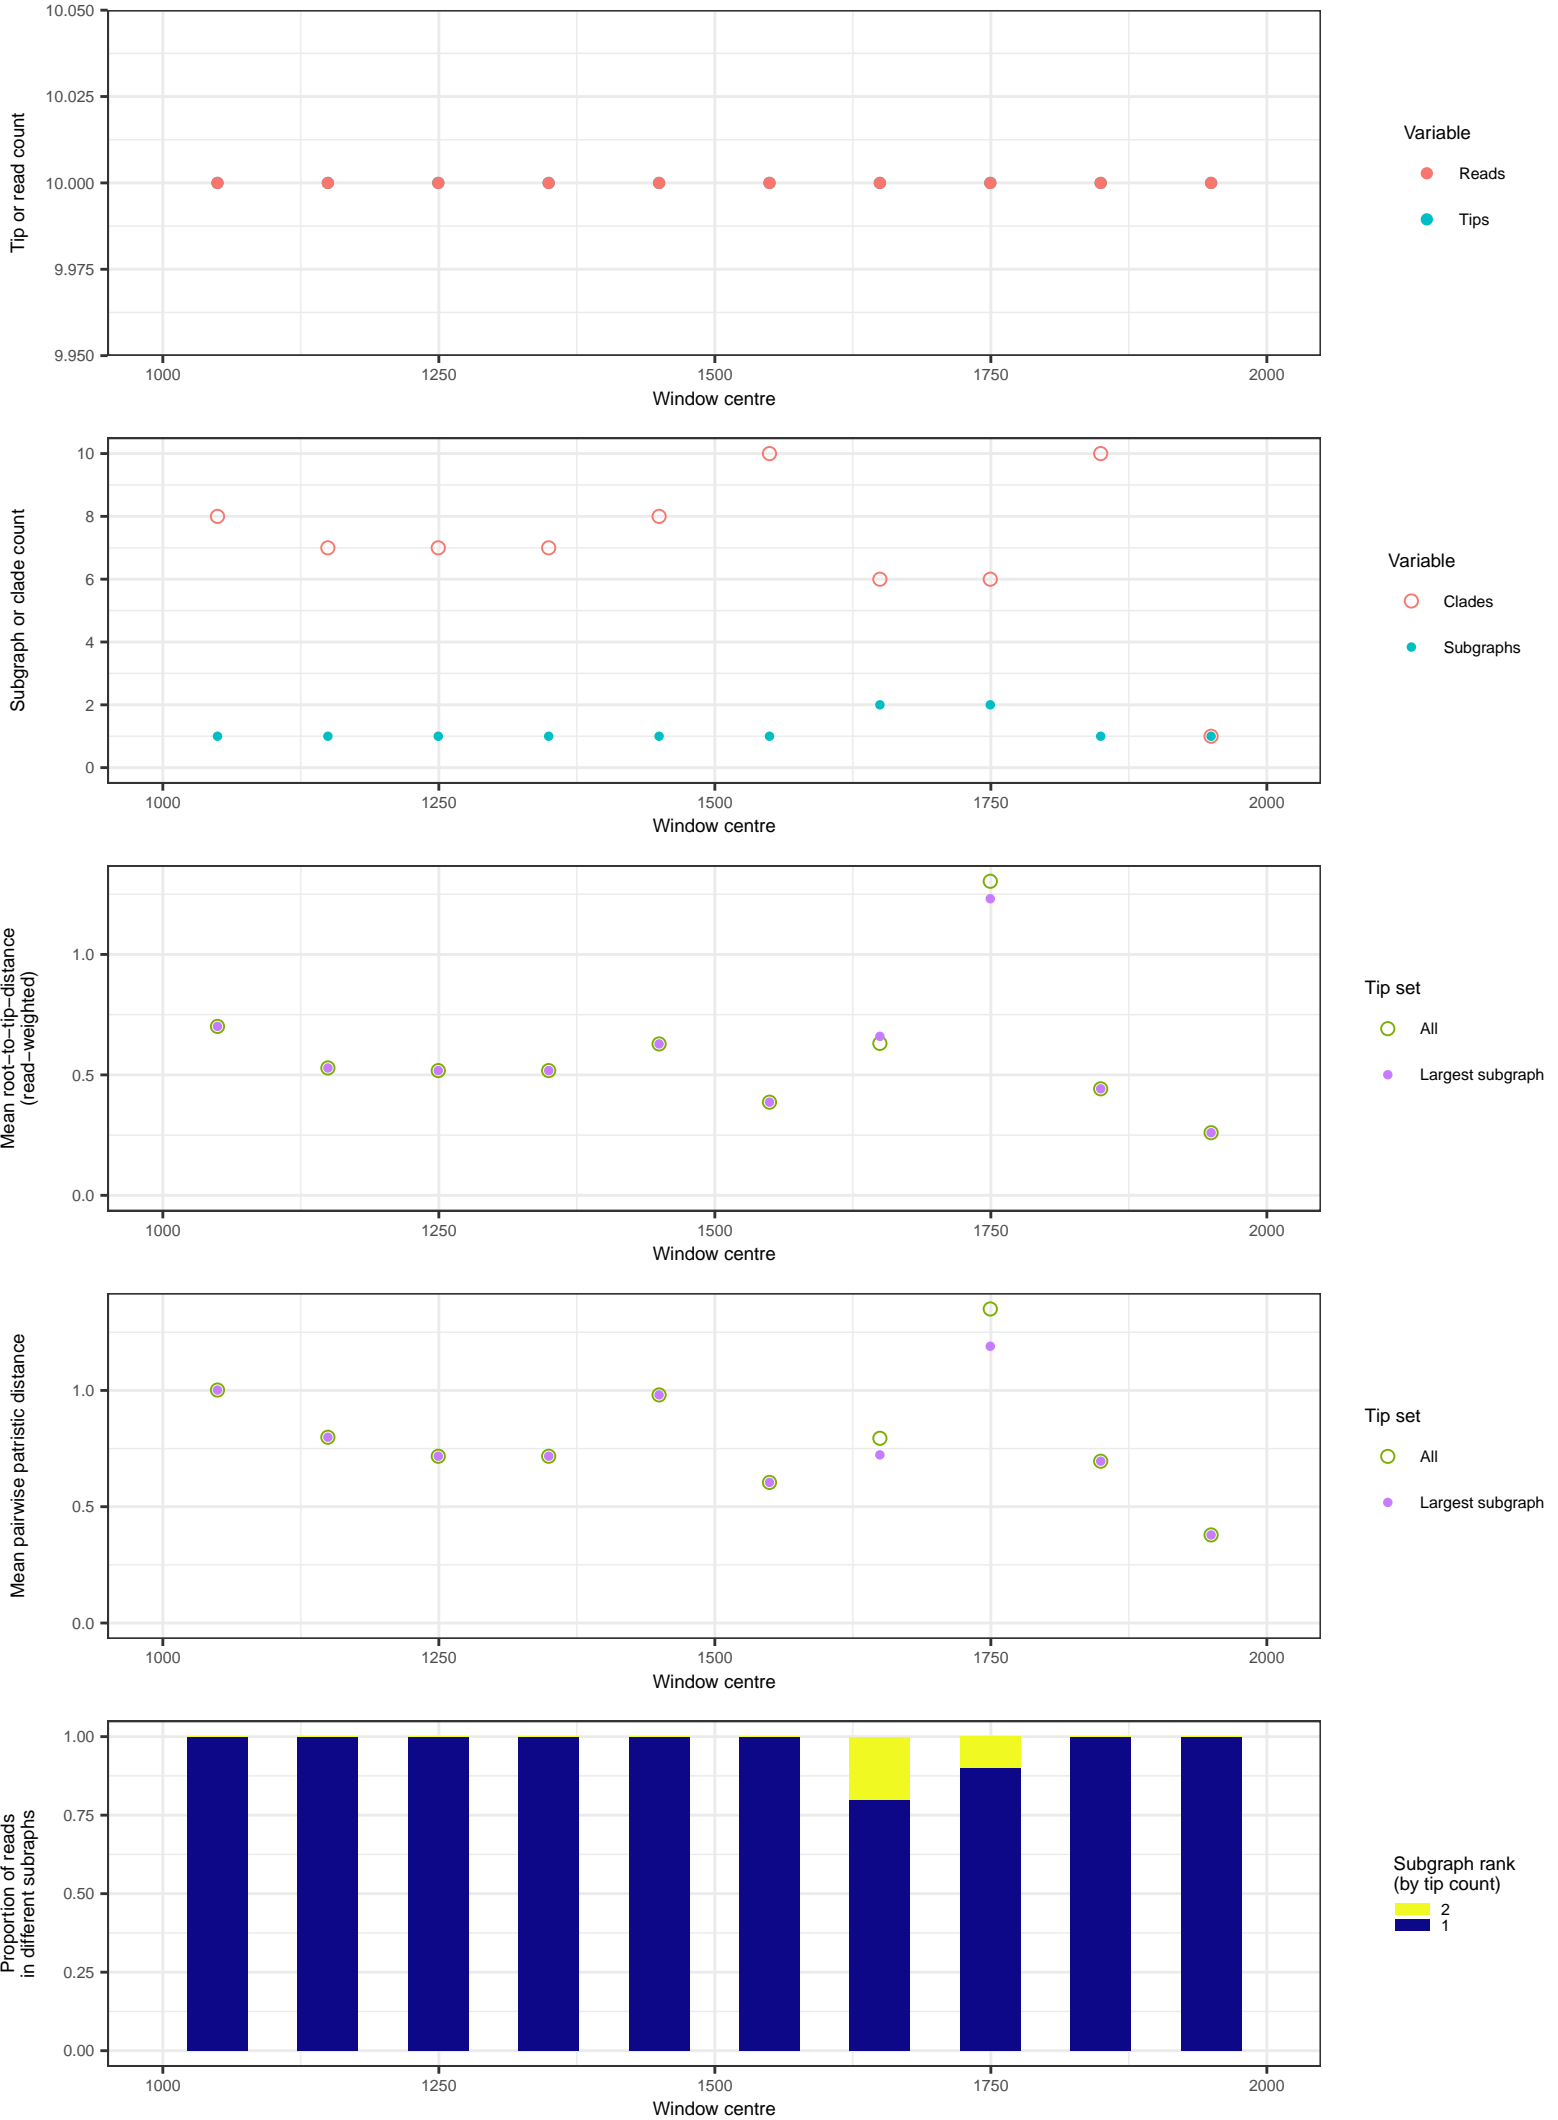 10.050
10.025
10.000
9.975
9.950
Tip or read count
1000 1250 1500 1750 2000
Window centre
Variable
Reads
Tips
10
8
6
4
2
0
Subgraph or clade count
1000 1250 1500 1750 2000
Window centre
Variable
Clades
Subgraphs
1.0
0.5
0.0
Mean root−to−tip−distance
(read−weighted)
1000 1250 1500 1750 2000
Window centre
Tip set
All
Largest subgraph
1.0
0.5
0.0
Mean pairwise patristic distance
1000 1250 1500 1750 2000
Window centre
Tip set
All
Largest subgraph
1.00
0.75
0.50
0.25
0.00
Proportion of reads
in different subraphs
1000 1250 1500 1750 2000
Window centre
Subgraph rank
(by tip count)
2
1